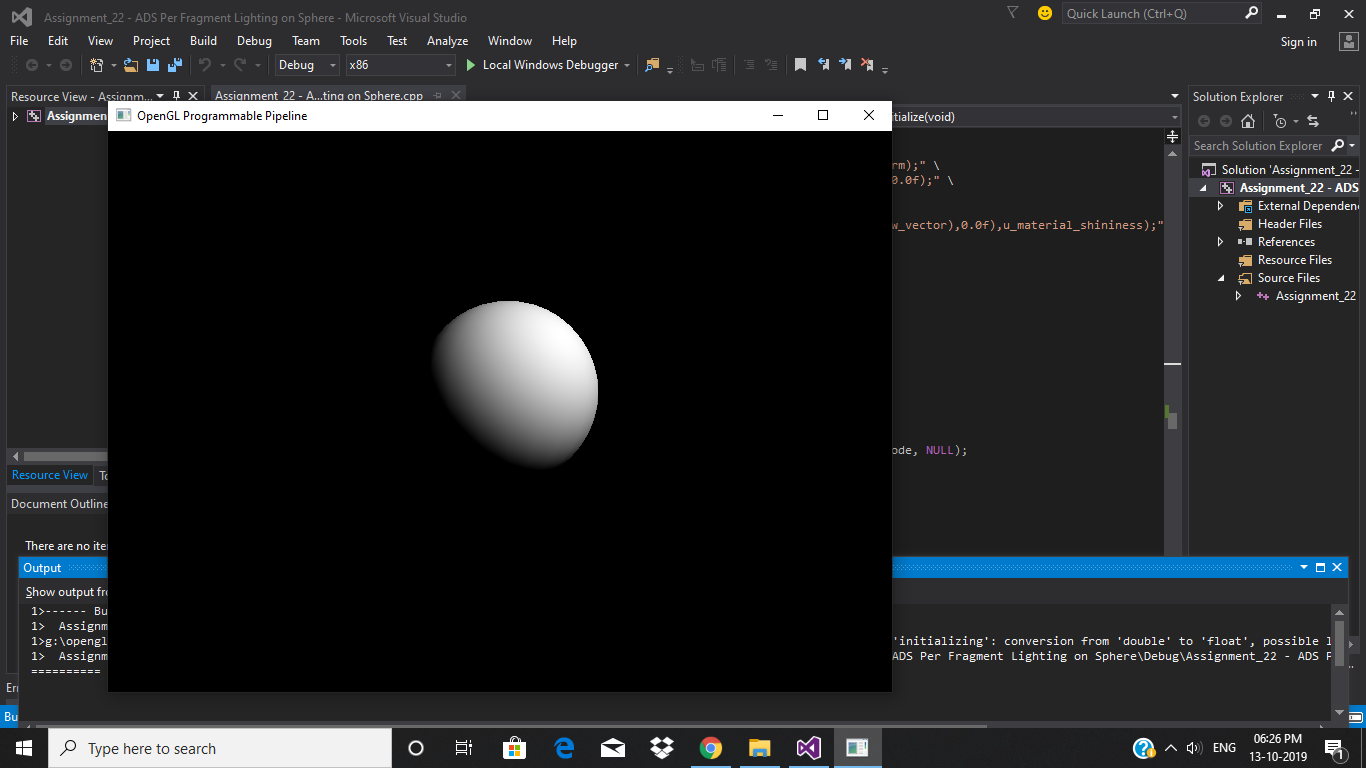 Assignment_22 - ADS Per Fragment Lighting on Sphere - Microsoft Visual Studio
Quick Launch (Ctrl+Q)
File Edit View Project Build Debug Team Tools Test Analyze Window Help
Sign in
Debug x86 Local Windows Debugger
Resource View - Assignm...
Assignment_22 - A...ting on Sphere.cpp
Solution Explorer
Assignment
OpenGL Programmable Pipeline
itialize(void)
Search Solution Explorer
rm);" \
0.0f);" \
w_vector),0.0f),u_material_shininess);"
Solution 'Assignment_22 -
Assignment_22 - ADS
External Dependen
Header Files
References
Resource Files
Source Files
Assignment_22
ode, NULL);
Resource View To
Document Outline
There are no ite
Output
Show output fr
1>------ Bu
1> Assignm
1>g:\opengl 'initializing': conversion from 'double' to 'float', possible l
1> Assignm ADS Per Fragment Lighting on Sphere\Debug\Assignment_22 - ADS P
==========
Err
Bu
Type here to search
ENG
06:26 PM
13-10-2019
1